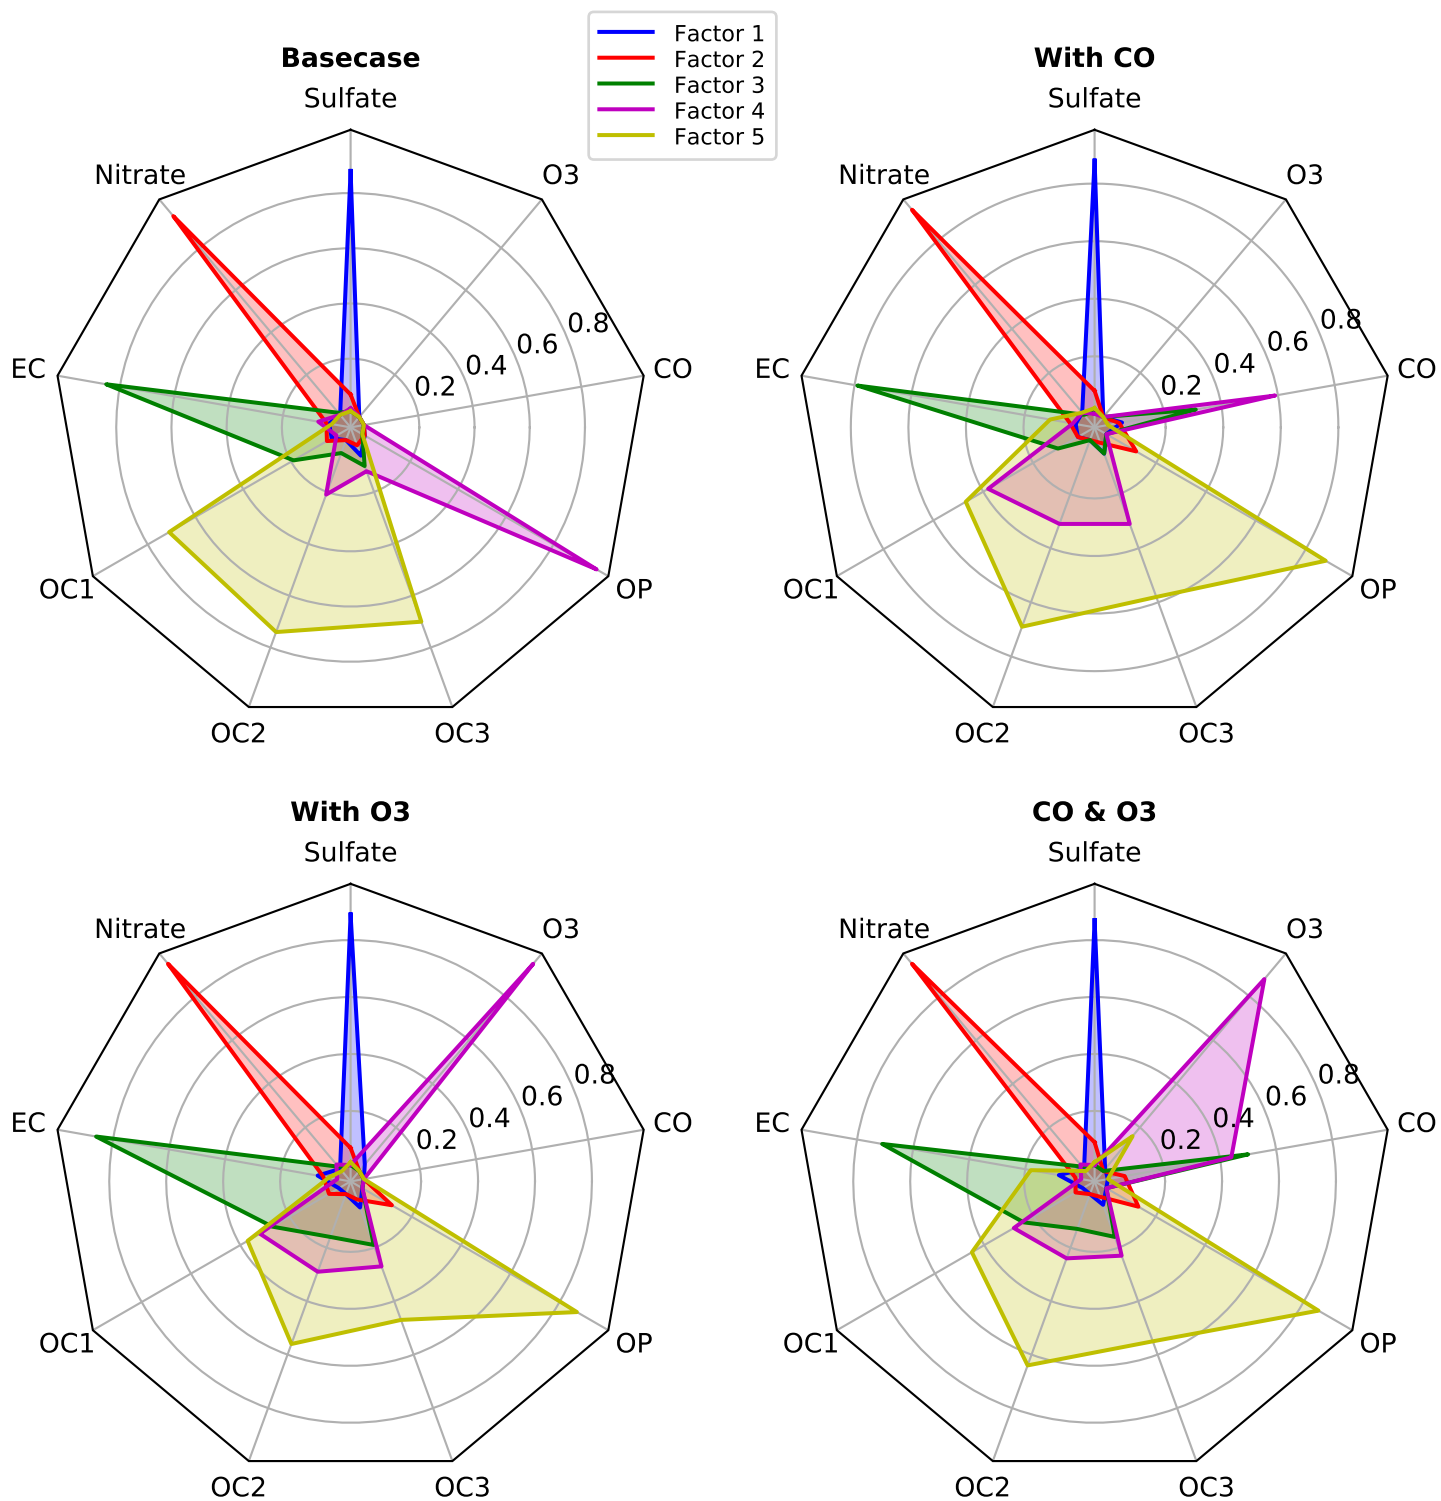 Factor 1
Factor 2
Factor 3
Factor 4
Factor 5
Basecase
Sulfate
Nitrate
O3
EC
CO
0.2
0.4
0.6
0.8
OC1
OP
OC2
OC3
With CO
Sulfate
Nitrate
O3
EC
CO
0.2
0.4
0.6
0.8
OC1
OP
OC2
OC3
With O3
Sulfate
Nitrate
O3
EC
CO
0.2
0.4
0.6
0.8
OC1
OP
OC2
OC3
CO & O3
Sulfate
Nitrate
O3
EC
CO
0.2
0.4
0.6
0.8
OC1
OP
OC2
OC3